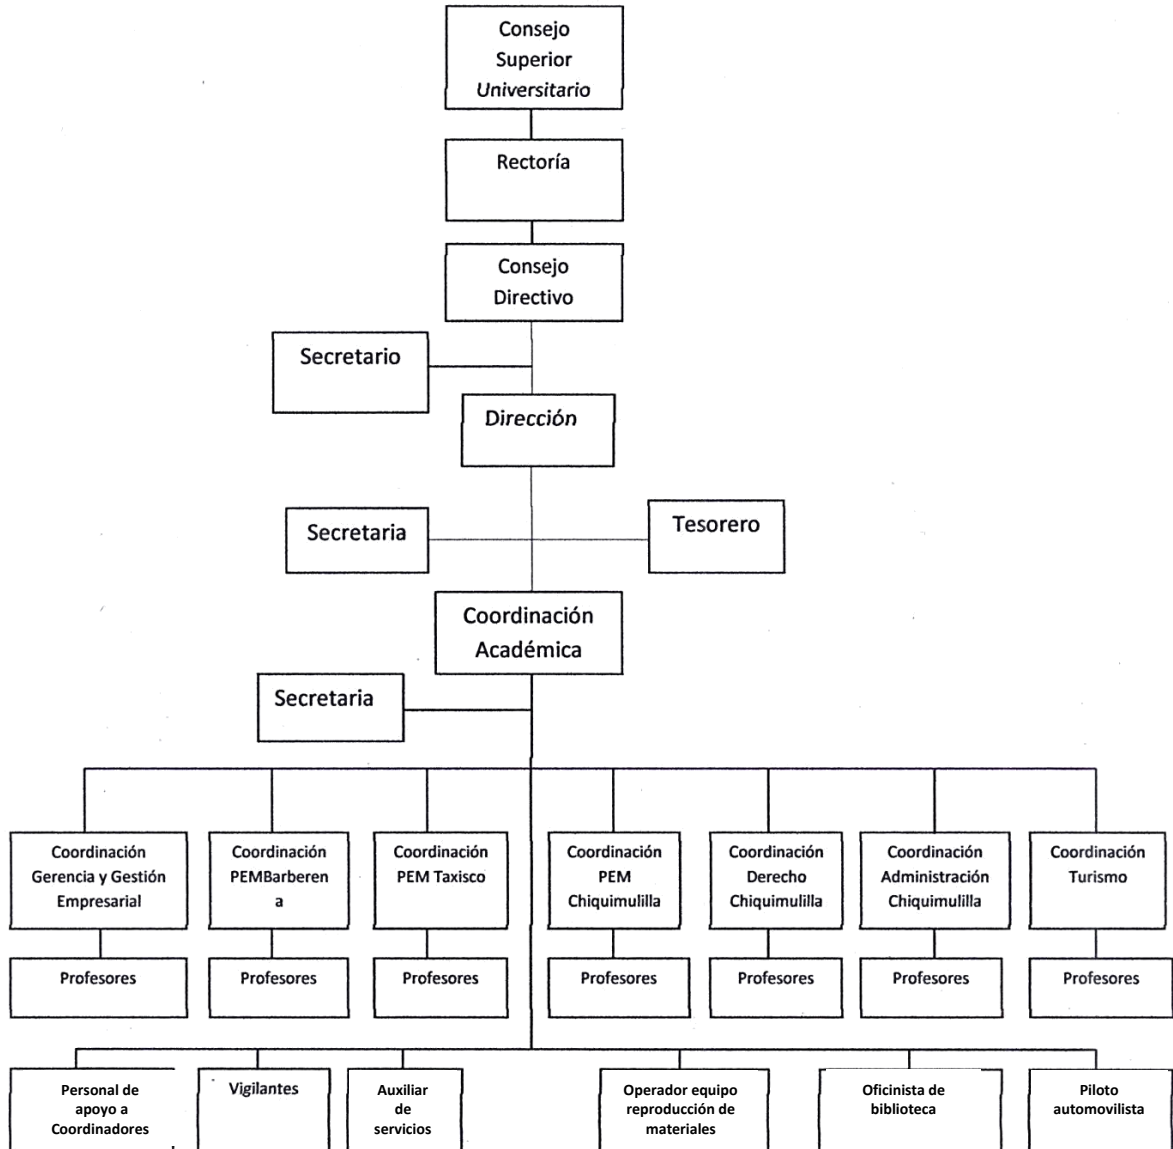 Consejo
Superior
Universitario
Rectoría
Consejo
Directivo
Secretario
Dirección
Secretaria
Tesorero
Coordinación
Académica
Secretaria
Coordinación
Gerencia y Gestión
Empresarial
Coordinación
PEMBarberen
a
Coordinación
PEM Taxisco
Coordinación
PEM
Chiquimulilla
Coordinación
Derecho
Chiquimulilla
Coordinación
Administración
Chiquimulilla
Coordinación
Turismo
Profesores
Profesores
Profesores
Profesores
Profesores
Profesores
Profesores
Personal de
apoyo a
Coordinadores
Vigilantes
Auxiliar
de
servicios
Operador equipo
reproducción de
materiales
Oficinista de
biblioteca
Piloto
automovilista